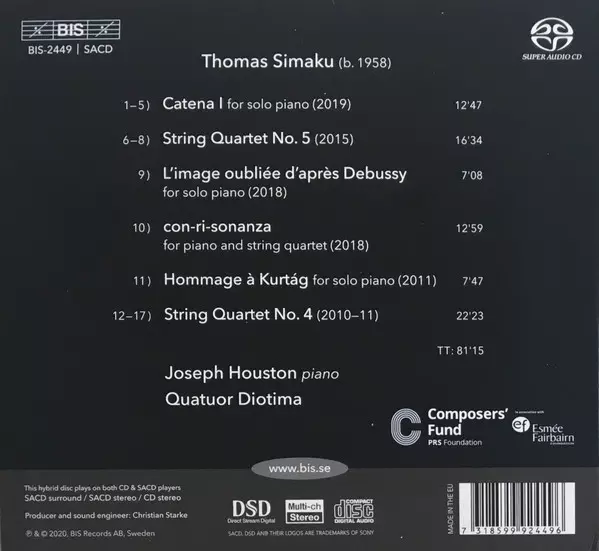 BIS
BIS-2449 | SACD
SUPER AUDIO CD
Thomas Simaku (b. 1958)
1–5) Catena I for solo piano (2019) 12'47
6–8) String Quartet No. 5 (2015) 16'34
9) L'image oubliée d'après Debussy 7'08
for solo piano (2018)
10) con-ri-sonanza 12'59
for piano and string quartet (2018)
11) Hommage à Kurtág for solo piano (2011) 7'47
12–17) String Quartet No. 4 (2010–11) 22'23
TT: 81'15
Joseph Houston piano
Quatuor Diotima
Composers' Fund
PRS Foundation
in association with
ef Esmée Fairbairn
FOUNDATION
www.bis.se
This hybrid disc plays on both CD & SACD players
SACD surround / SACD stereo / CD stereo
Producer and sound engineer: Christian Starke
℗ & © 2020, BIS Records AB, Sweden
DSD
Direct Stream Digital
Multi-ch
Stereo
COMPACT
disc
DIGITAL AUDIO
SACD, DSD AND THEIR LOGOS ARE TRADEMARKS OF SONY
MADE IN THE EU
7 318599 924496